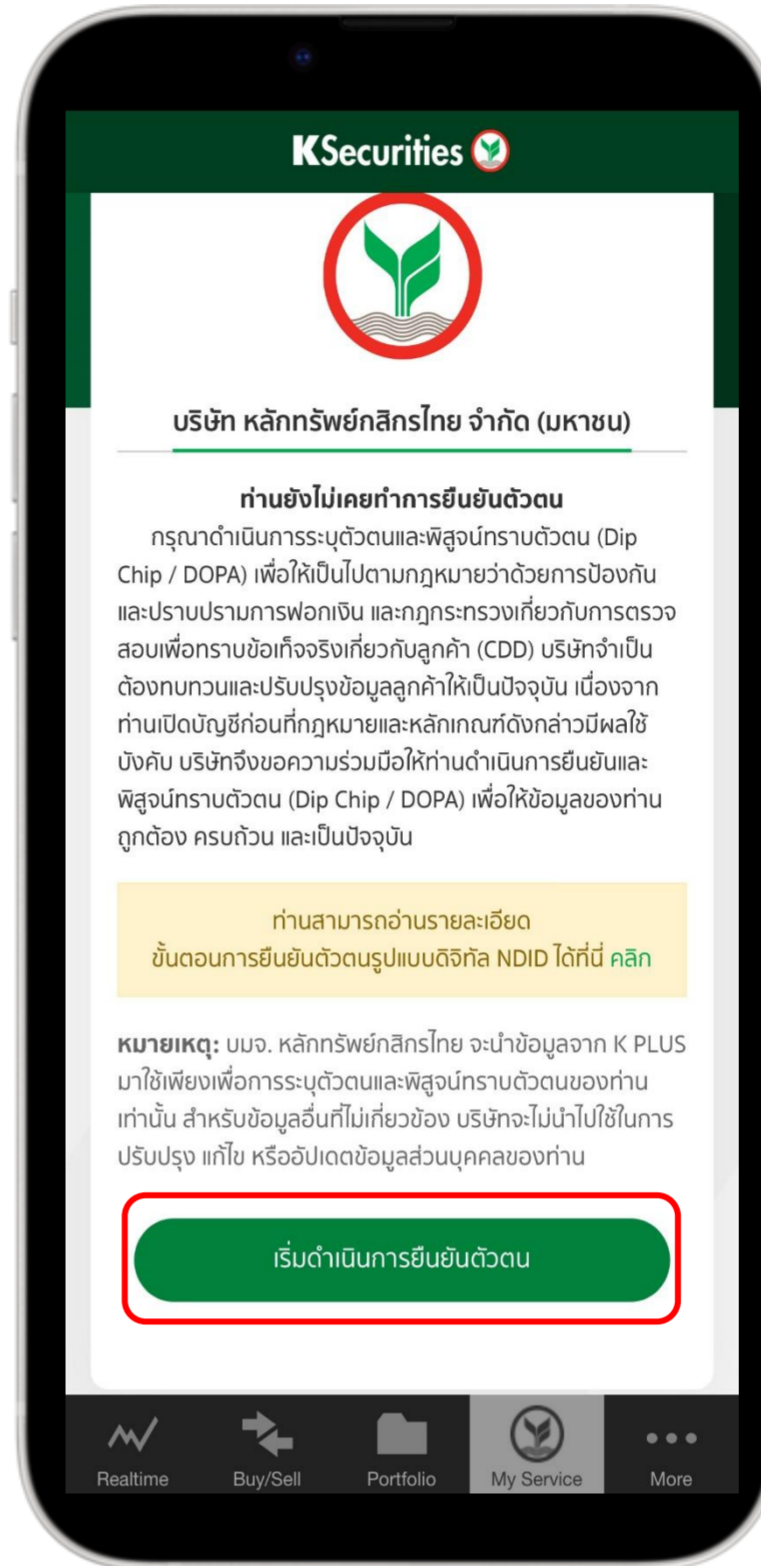 KSecurities
บริษัท หลักทรัพย์กสิกรไทย จำกัด (มหาชน)
ท่านยังไม่เคยทำการยืนยันตัวตน
กรุณาดำเนินการระบุตัวตนและพิสูจน์ทราบตัวตน (Dip
Chip / DOPA) เพื่อให้เป็นไปตามกฎหมายว่าด้วยการป้องกัน
และปราบปรามการฟอกเงิน และกฎกระทรวงเกี่ยวกับการตรวจ
สอบเพื่อทราบข้อเท็จจริงเกี่ยวกับลูกค้า (CDD) บริษัทจำเป็น
ต้องทบทวนและปรับปรุงข้อมูลลูกค้าให้เป็นปัจจุบัน เนื่องจาก
ท่านเปิดบัญชีก่อนที่กฎหมายและหลักเกณฑ์ดังกล่าวมีผลใช้
บังคับ บริษัทจึงขอความร่วมมือให้ท่านดำเนินการยืนยันและ
พิสูจน์ทราบตัวตน (Dip Chip / DOPA) เพื่อให้ข้อมูลของท่าน
ถูกต้อง ครบถ้วน และเป็นปัจจุบัน
ท่านสามารถอ่านรายละเอียด
ขั้นตอนการยืนยันตัวตนรูปแบบดิจิทัล NDID ได้ที่นี่ คลิก
หมายเหตุ: บมจ. หลักทรัพย์กสิกรไทย จะนำข้อมูลจาก K PLUS
มาใช้เพียงเพื่อการระบุตัวตนและพิสูจน์ทราบตัวตนของท่าน
เท่านั้น สำหรับข้อมูลอื่นที่ไม่เกี่ยวข้อง บริษัทจะไม่นำไปใช้ในการ
ปรับปรุง แก้ไข หรืออัปเดตข้อมูลส่วนบุคคลของท่าน
เริ่มดำเนินการยืนยันตัวตน
Realtime Buy/Sell Portfolio My Service More